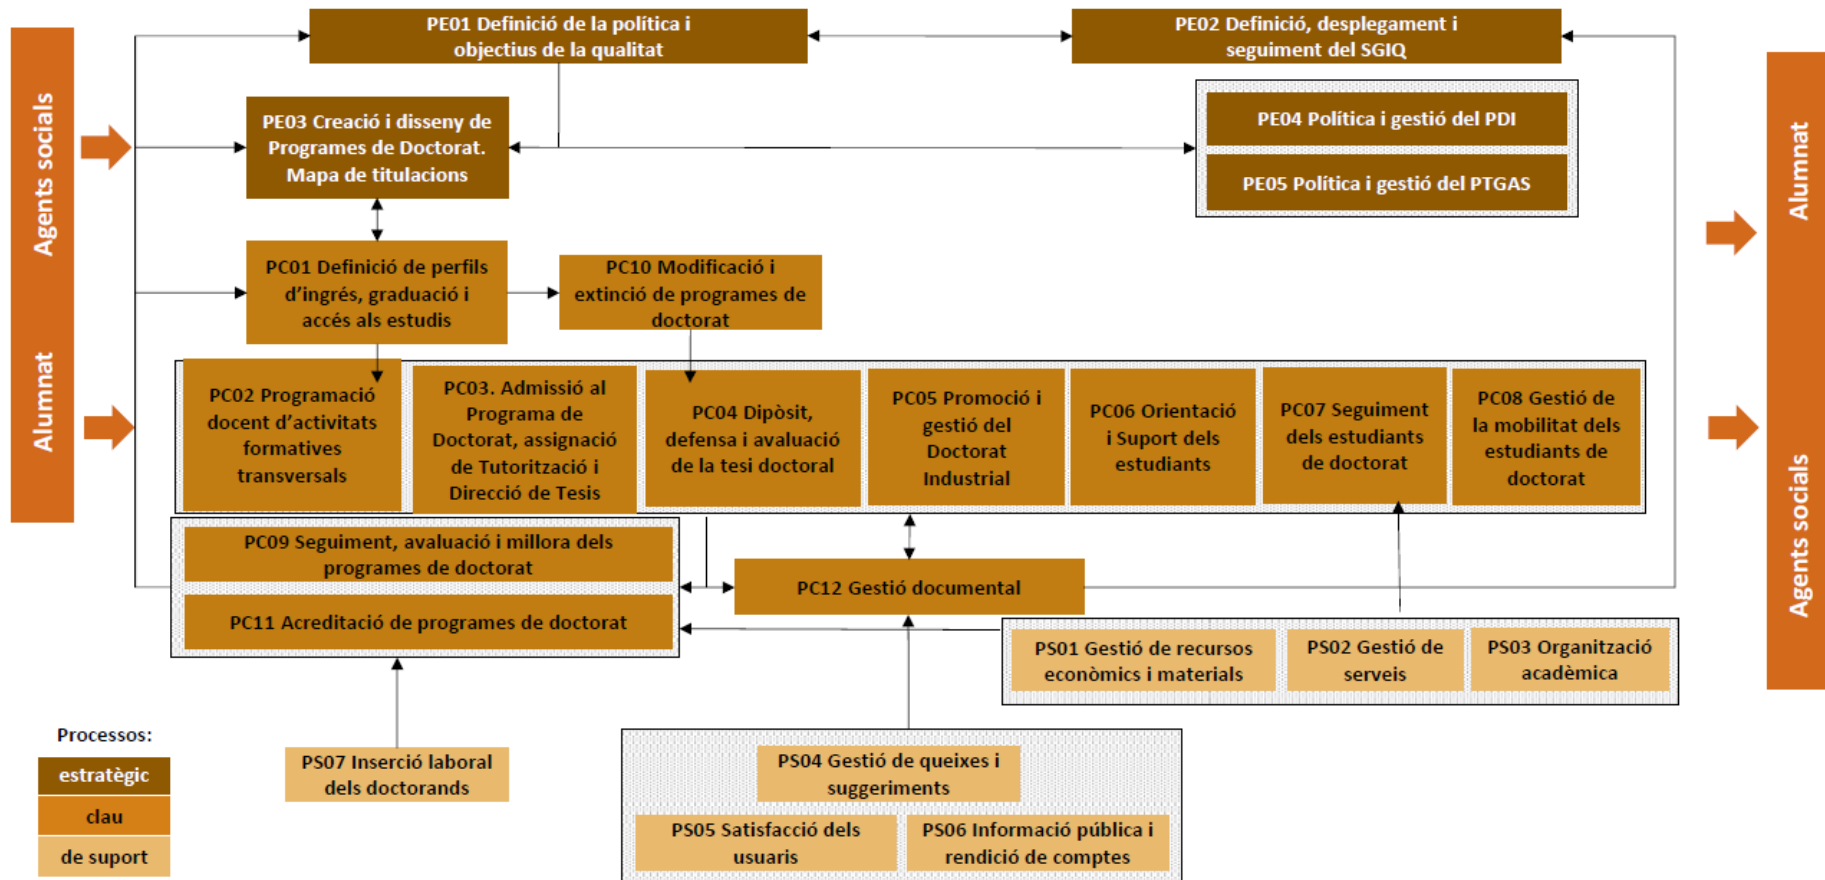 PE01 Definició de la política i
objectius de la qualitat
PE02 Definició, desplegament i
seguiment del SGIQ
Agents socials
Alumnat
PE03 Creació i disseny de
Programes de Doctorat.
Mapa de titulacions
PE04 Política i gestió del PDI
PE05 Política i gestió del PTGAS
Alumnat
Agents socials
PC01 Definició de perfils
d’ingrés, graduació i
accés als estudis
PC10 Modificació i
extinció de programes de
doctorat
PC02 Programació
docent d’activitats
formatives
transversals
PC03. Admissió al
Programa de
Doctorat, assignació
de Tutorització i
Direcció de Tesis
PC04 Dipòsit,
defensa i avaluació
de la tesi doctoral
PC05 Promoció i
gestió del
Doctorat
Industrial
PC06 Orientació
i Suport dels
estudiants
PC07 Seguiment
dels estudiants
de doctorat
PC08 Gestió de
la mobilitat dels
estudiants de
doctorat
PC09 Seguiment, avaluació i millora dels
programes de doctorat
PC11 Acreditació de programes de doctorat
PC12 Gestió documental
PS01 Gestió de recursos
econòmics i materials
PS02 Gestió de
serveis
PS03 Organització
acadèmica
PS07 Inserció laboral
dels doctorands
PS04 Gestió de queixes i
suggeriments
PS05 Satisfacció dels
usuaris
PS06 Informació pública i
rendició de comptes
Processos:
estratègic
clau
de suport